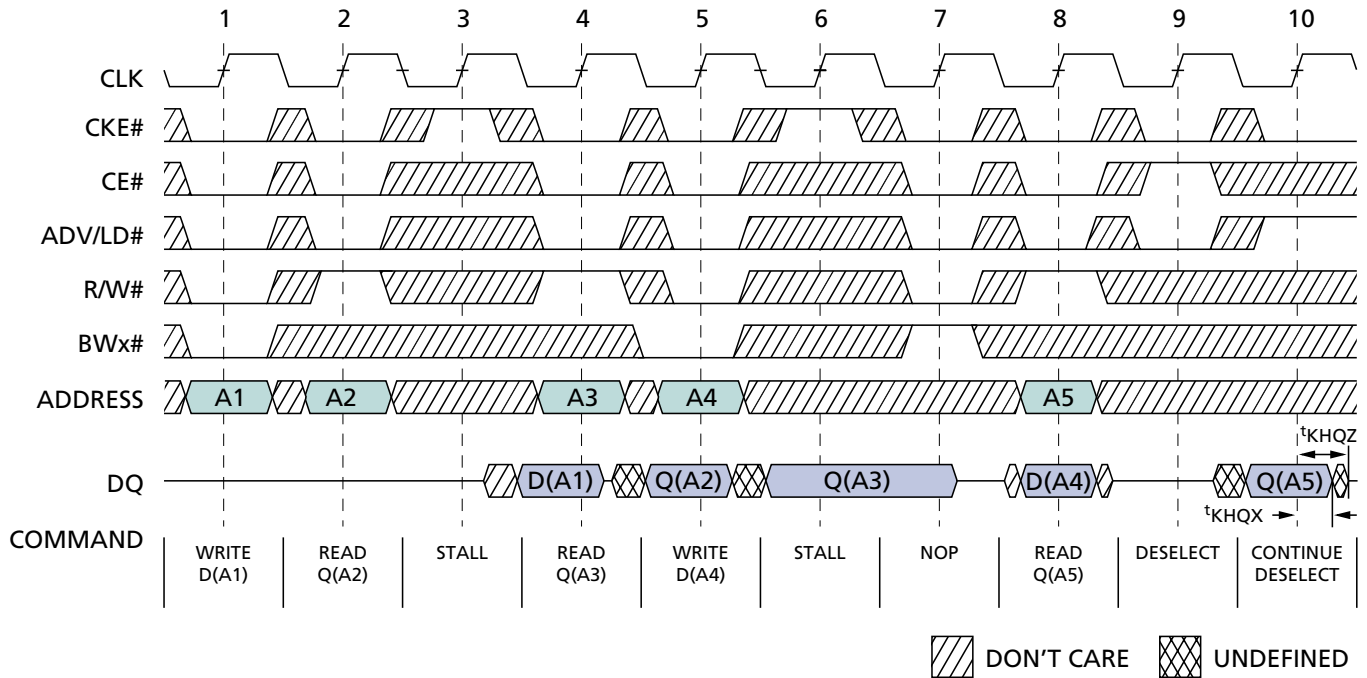 1 2 3 4 5 6 7 8 9 10
CLK
CKE#
CE#
ADV/LD#
R/W#
BWx#
ADDRESS A1 A2 A3 A4 A5
tKHQZ
DQ D(A1) Q(A2) Q(A3) D(A4) Q(A5)
tKHQX
COMMAND
WRITE READ STALL READ WRITE STALL NOP READ DESELECT CONTINUE
D(A1) Q(A2) Q(A3) D(A4) Q(A5) DESELECT
DON'T CARE UNDEFINED